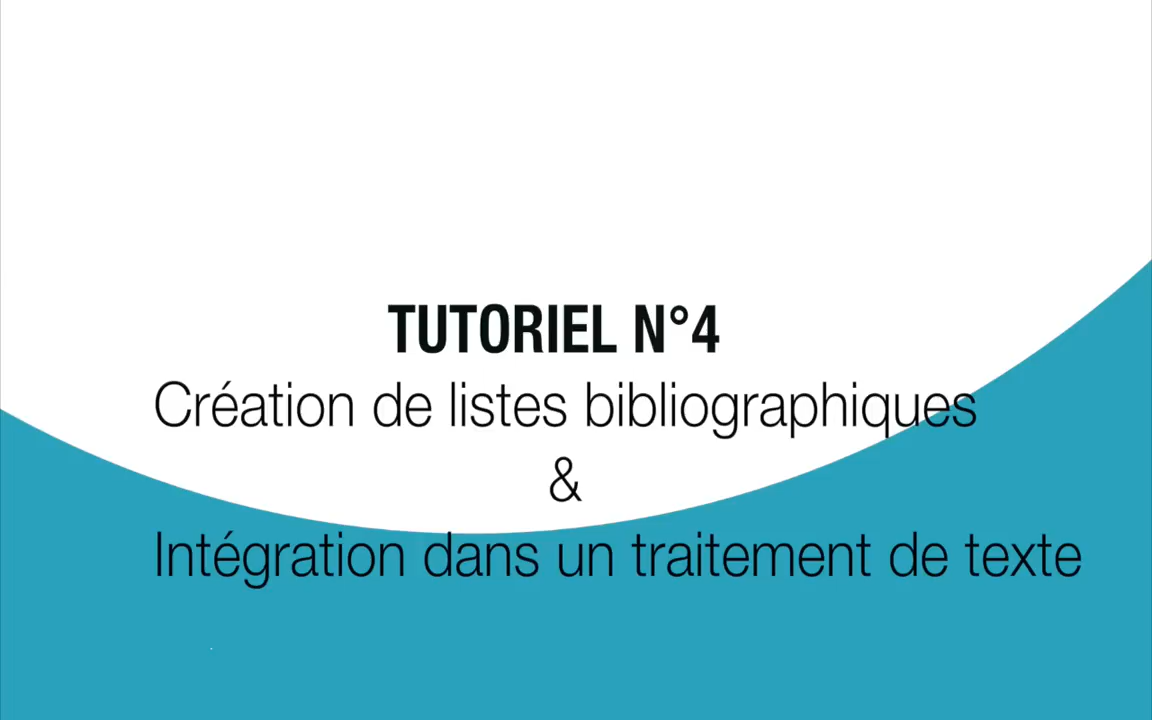 TUTORIEL N°4
Création de listes bibliographiques
&
Intégration dans un traitement de texte